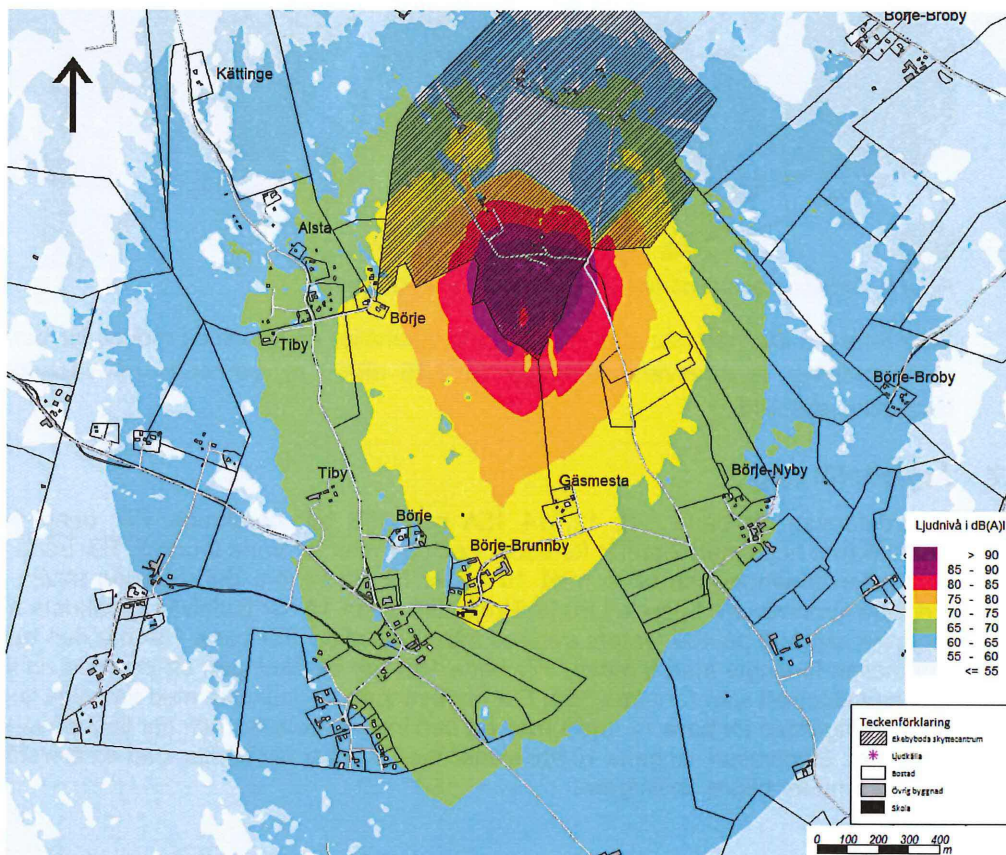 Börje-Broby
Kättinge
Alsta
Börje
Tiby
Börje-Broby
Tiby
Gäsmesta
Börje-Nyby
Börje
Börje-Brunnby
Ljudnivå i dB(A)I
> 90
85 - 90
80 - 85
75 - 80
70 - 75
65 - 70
60 - 65
55 - 60
<= 55
Teckenförklaring
Ekebyboda skyttecentrum
Ljudkälla
Bostad
Övrig byggnad
Skola
0 100 200 300 400
m